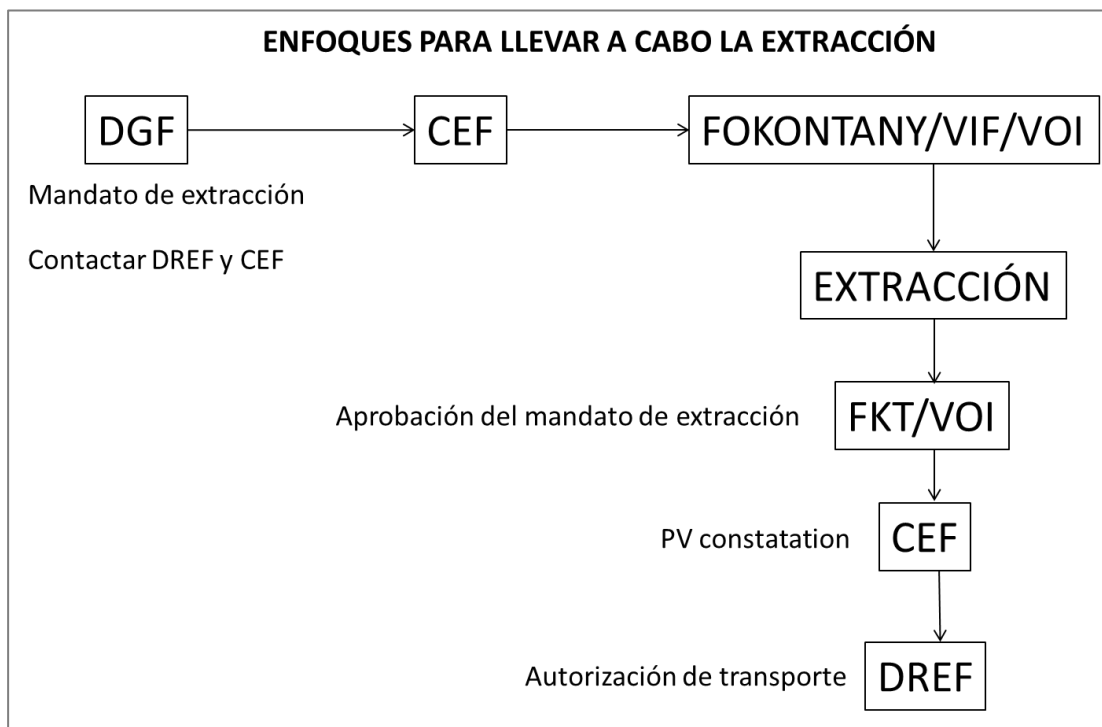 ENFOQUES PARA LLEVAR A CABO LA EXTRACCIÓN
DGF
CEF
FOKONTANY/VIF/VOI
Mandato de extracción
Contactar DREF y CEF
EXTRACCIÓN
Aprobación del mandato de extracción
FKT/VOI
PV constatation
CEF
Autorización de transporte
DREF